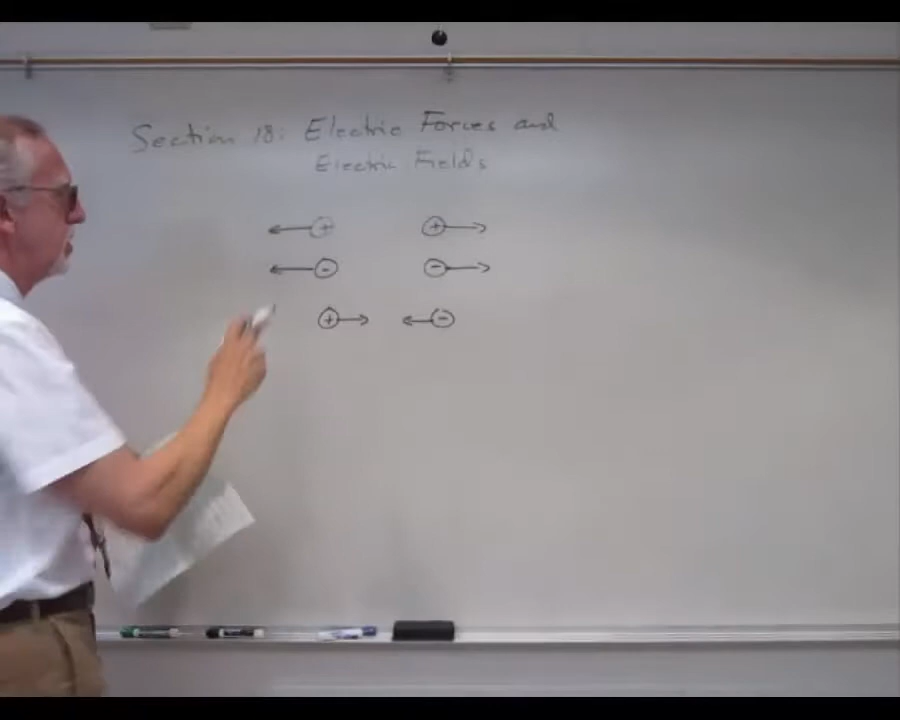 Section 18: Electric Forces and
Electric Fields
+ +
- -
+ -